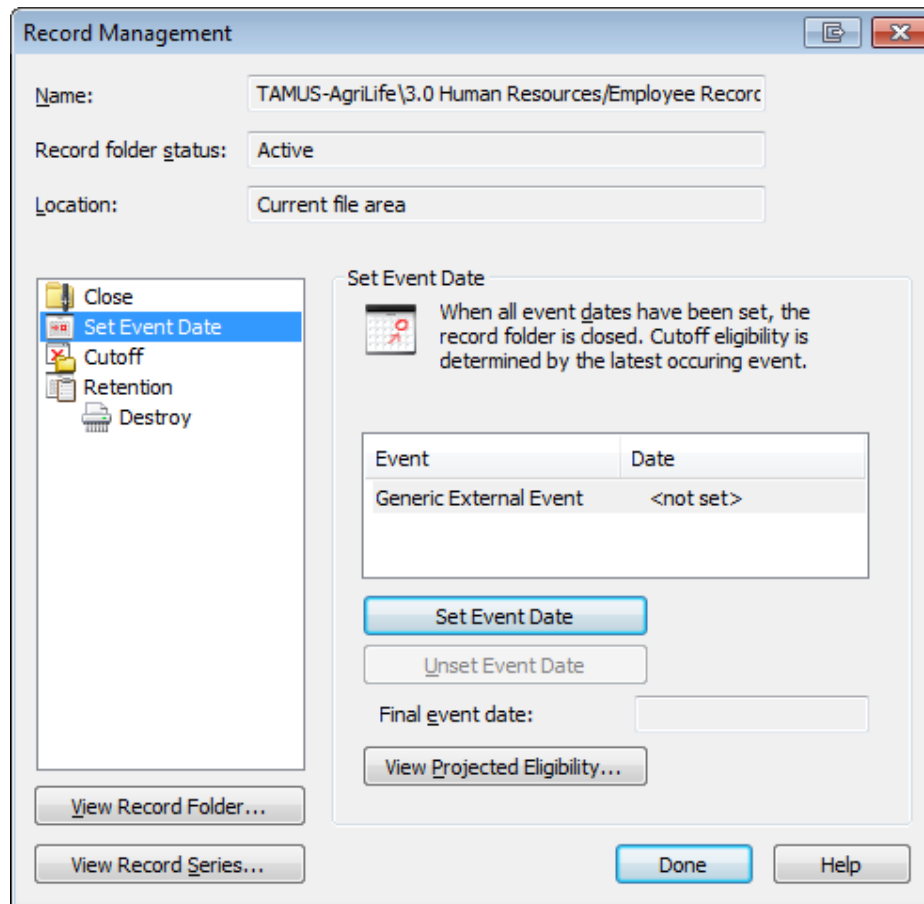 Record Management
Name: TAMUS-AgriLife\3.0 Human Resources/Employee Recorc
Record folder status: Active
Location: Current file area
Close
Set Event Date
Cutoff
Retention
Destroy
View Record Folder...
View Record Series...
Set Event Date
When all event dates have been set, the
record folder is closed. Cutoff eligibility is
determined by the latest occuring event.
Event Date
Generic External Event <not set>
Set Event Date
Unset Event Date
Final event date:
View Projected Eligibility...
Done Help